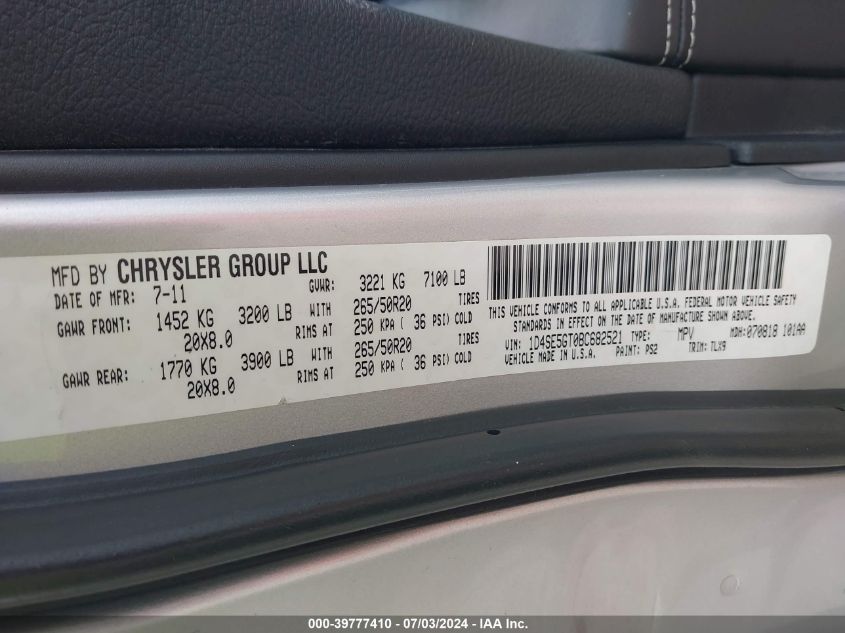 MFD BY CHRYSLER GROUP LLC
DATE OF MFR: 7-11 GVWR: 3221 KG 7100 LB
GAWR FRONT: 1452 KG 3200 LB WITH 265/50R20 TIRES
20X8.0 RIMS AT 250 KPA ( 36 PSI) COLD
GAWR REAR: 1770 KG 3900 LB WITH 265/50R20 TIRES
20X8.0 RIMS AT 250 KPA ( 36 PSI) COLD
THIS VEHICLE CONFORMS TO ALL APPLICABLE U.S.A. FEDERAL MOTOR VEHICLE SAFETY
STANDARDS IN EFFECT ON THE DATE OF MANUFACTURE SHOWN ABOVE.
VIN: 1D4SE5GT0BC682521 TYPE: MPV MDH: 070818 101AA
VEHICLE MADE IN U.S.A. PAINT: PS2 TRIM: TLX9
000-39777410 | 07/03/2024 - IAA Inc.